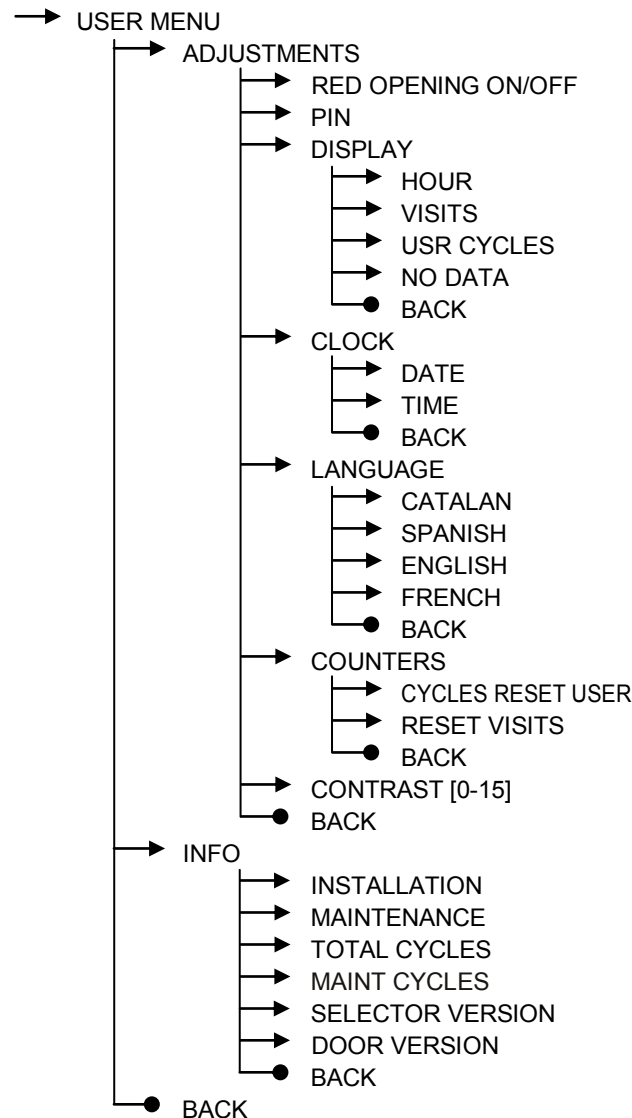 USER MENU
ADJUSTMENTS
RED OPENING ON/OFF
PIN
DISPLAY
HOUR
VISITS
USR CYCLES
NO DATA
BACK
CLOCK
DATE
TIME
BACK
LANGUAGE
CATALAN
SPANISH
ENGLISH
FRENCH
BACK
COUNTERS
CYCLES RESET USER
RESET VISITS
BACK
CONTRAST [0-15]
BACK
INFO
INSTALLATION
MAINTENANCE
TOTAL CYCLES
MAINT CYCLES
SELECTOR VERSION
DOOR VERSION
BACK
BACK